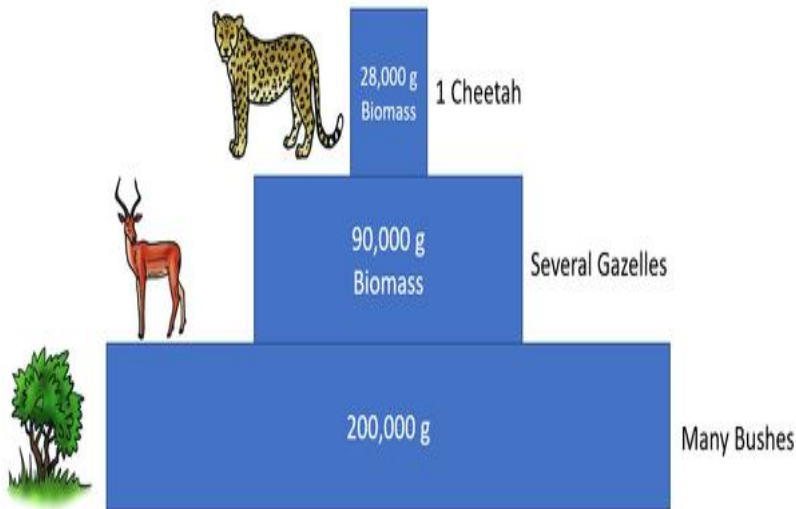 28,000 g
Biomass
1 Cheetah
90,000 g
Biomass
Several Gazelles
200,000 g
Many Bushes